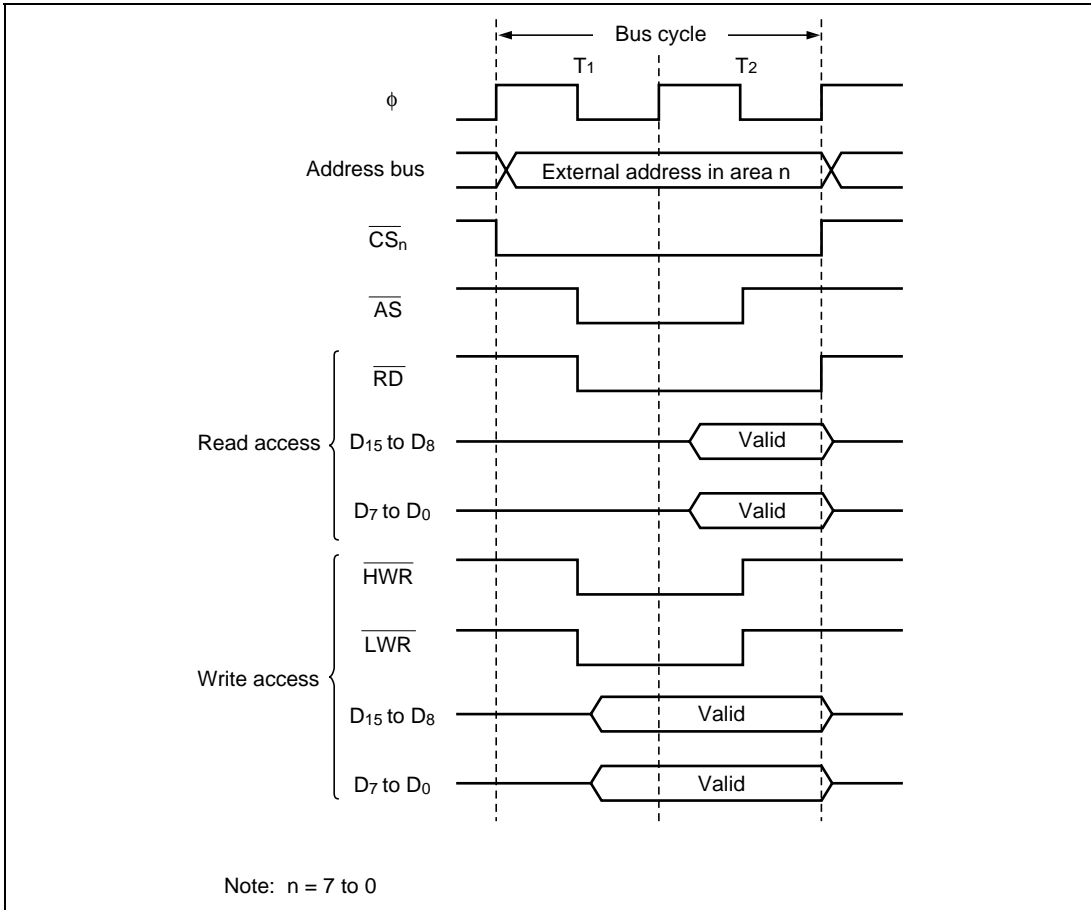 Bus cycle
T1 T2
ϕ
Address bus External address in area n
CSn
AS
Read access
RD
D15 to D8 Valid
D7 to D0 Valid
Write access
HWR
LWR
D15 to D8 Valid
D7 to D0 Valid
Note: n = 7 to 0